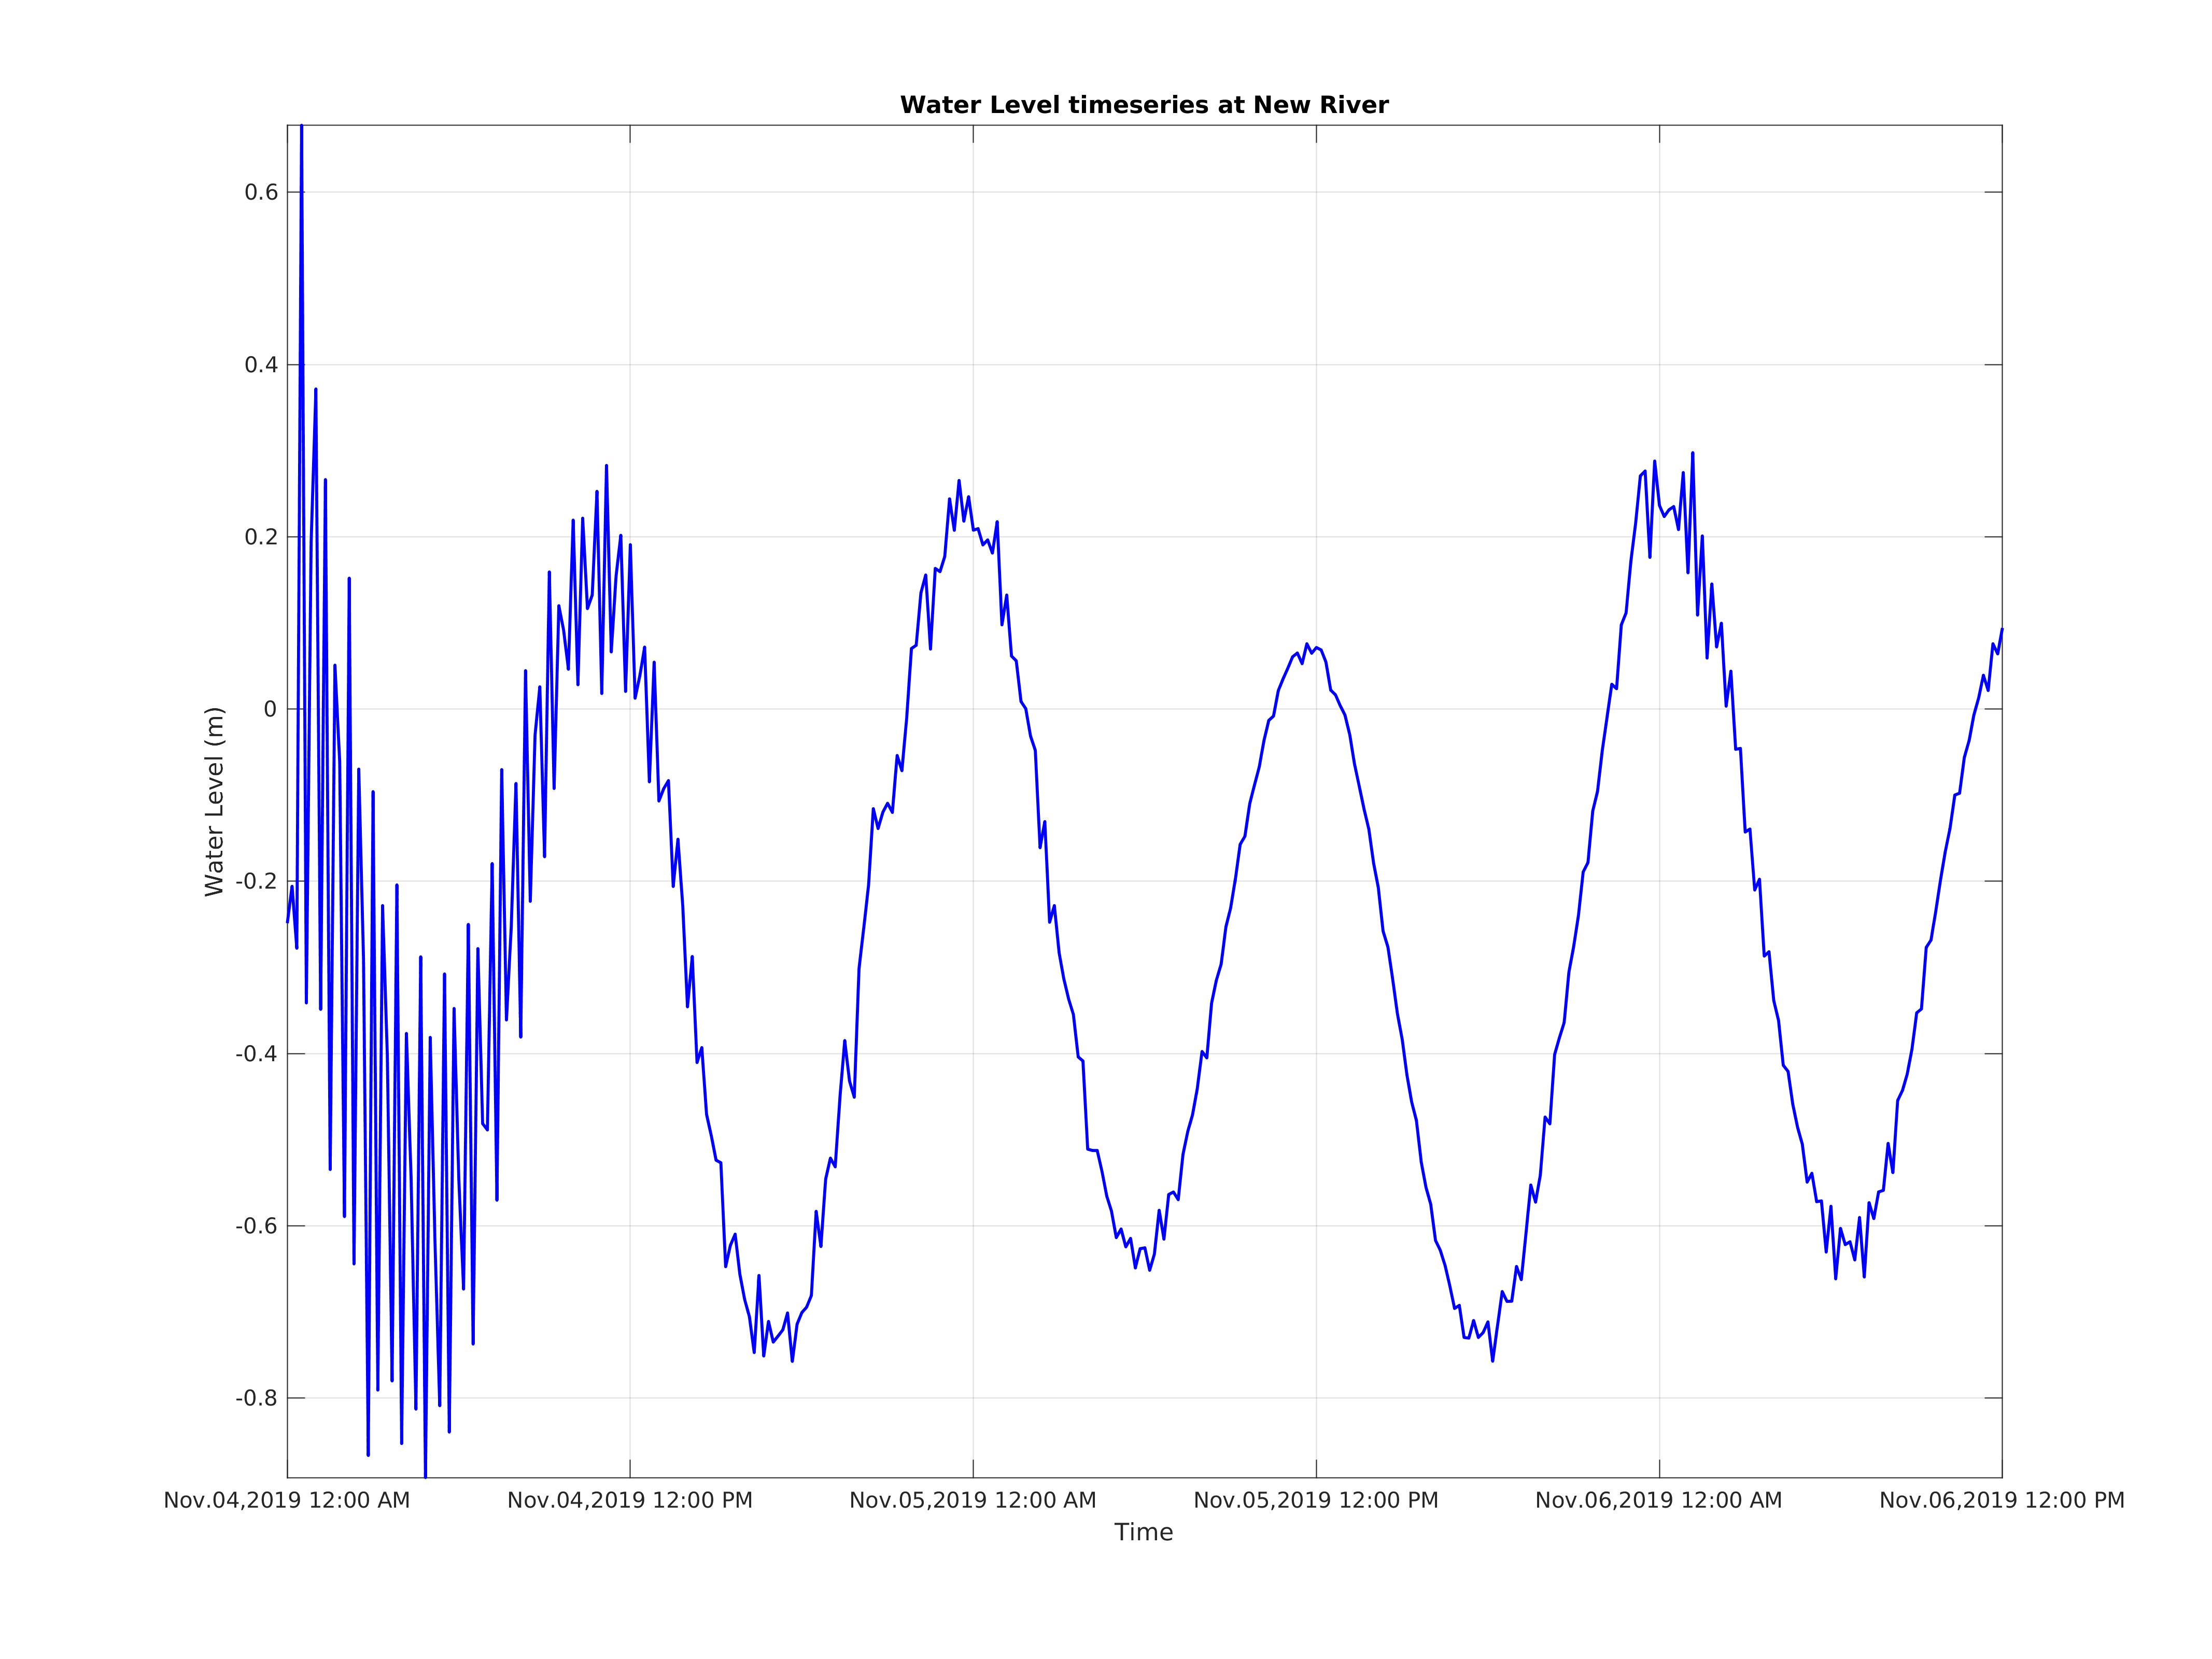 Water Level timeseries at New River
0.6
0.4
0.2
0
-0.2
-0.4
-0.6
-0.8
Water Level (m)
Nov.04,2019 12:00 AM Nov.04,2019 12:00 PM Nov.05,2019 12:00 AM Nov.05,2019 12:00 PM Nov.06,2019 12:00 AM Nov.06,2019 12:00 PM
Time